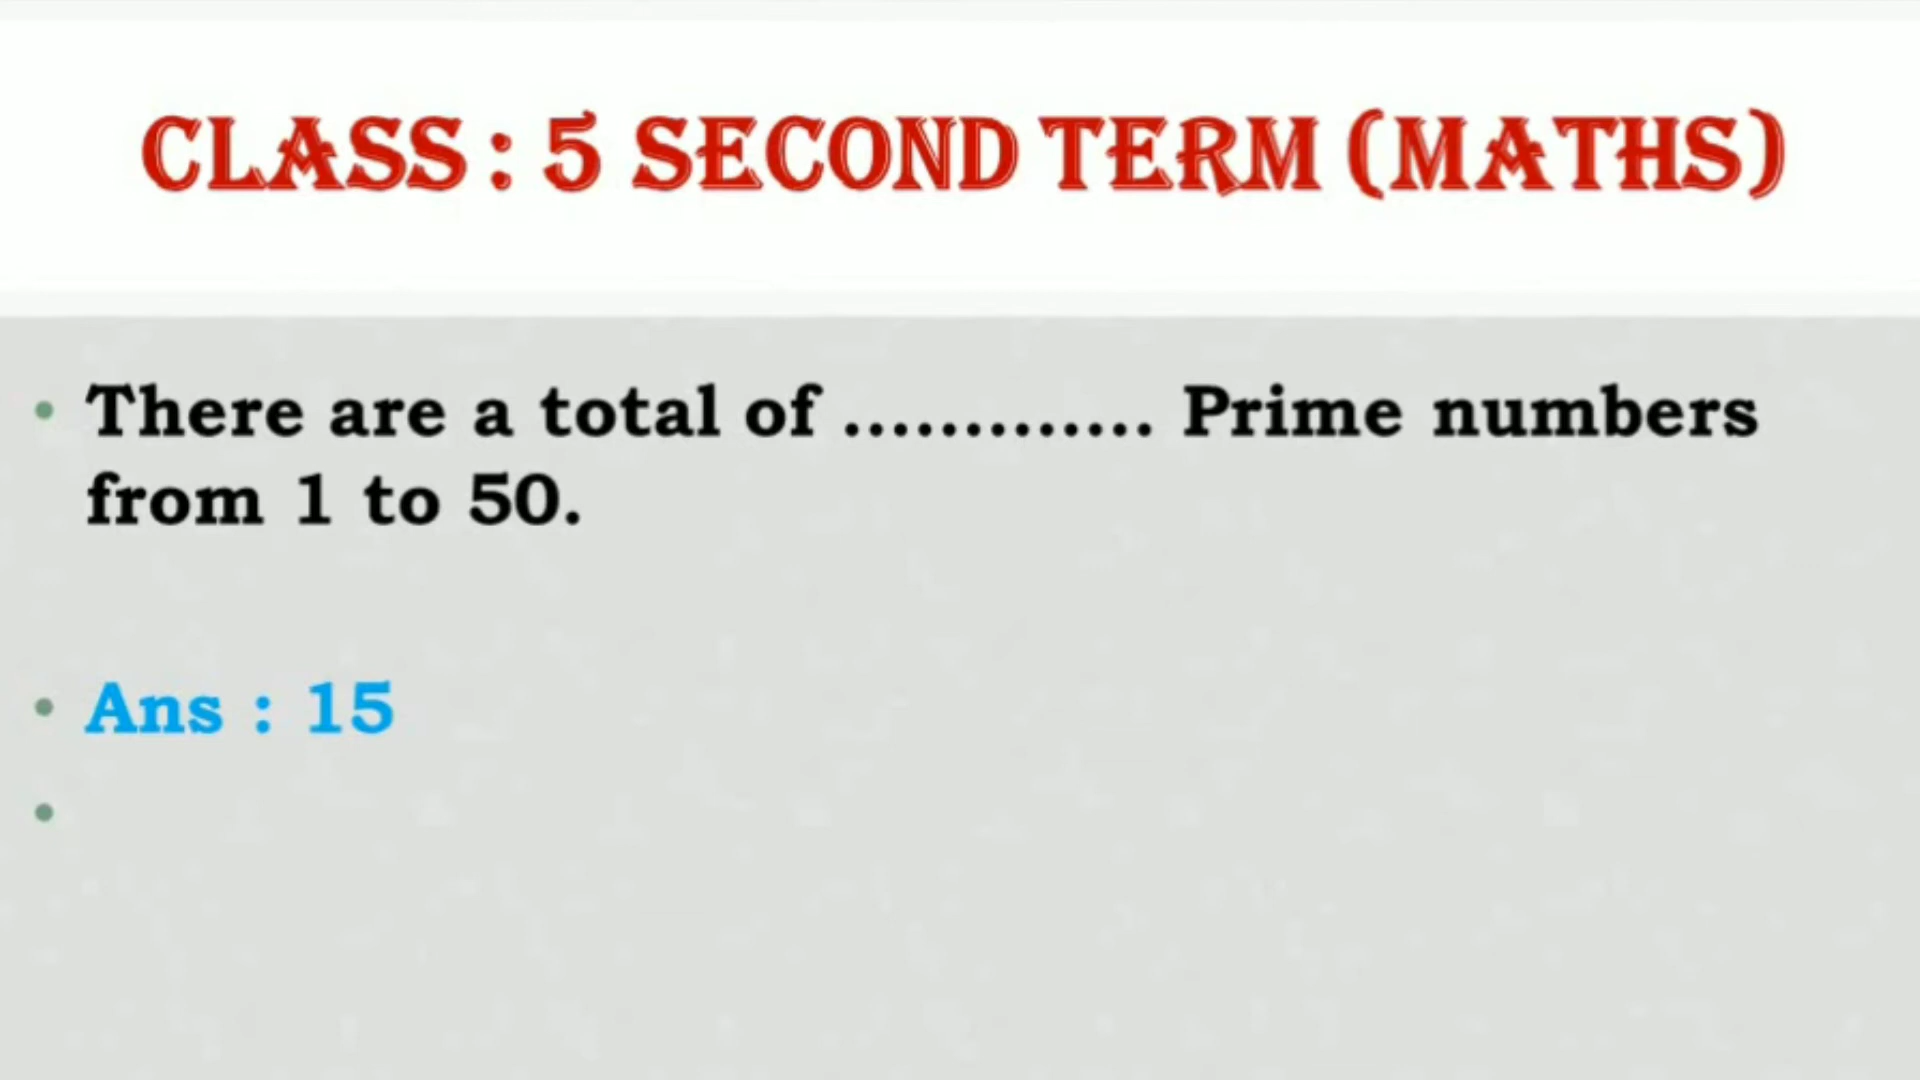 CLASS : 5 SECOND TERM (MATHS)
• There are a total of ............. Prime numbers
from 1 to 50.
• Ans : 15
•